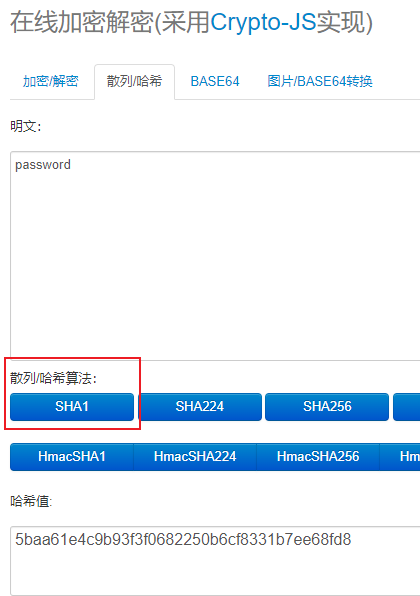 在线加密解密(采用Crypto-JS实现)
加密/解密 散列/哈希 BASE64 图片/BASE64转换
明文：
password
散列/哈希算法：
SHA1 SHA224 SHA256
HmacSHA1 HmacSHA224 HmacSHA256 Hm
哈希值:
5baa61e4c9b93f3f0682250b6cf8331b7ee68fd8